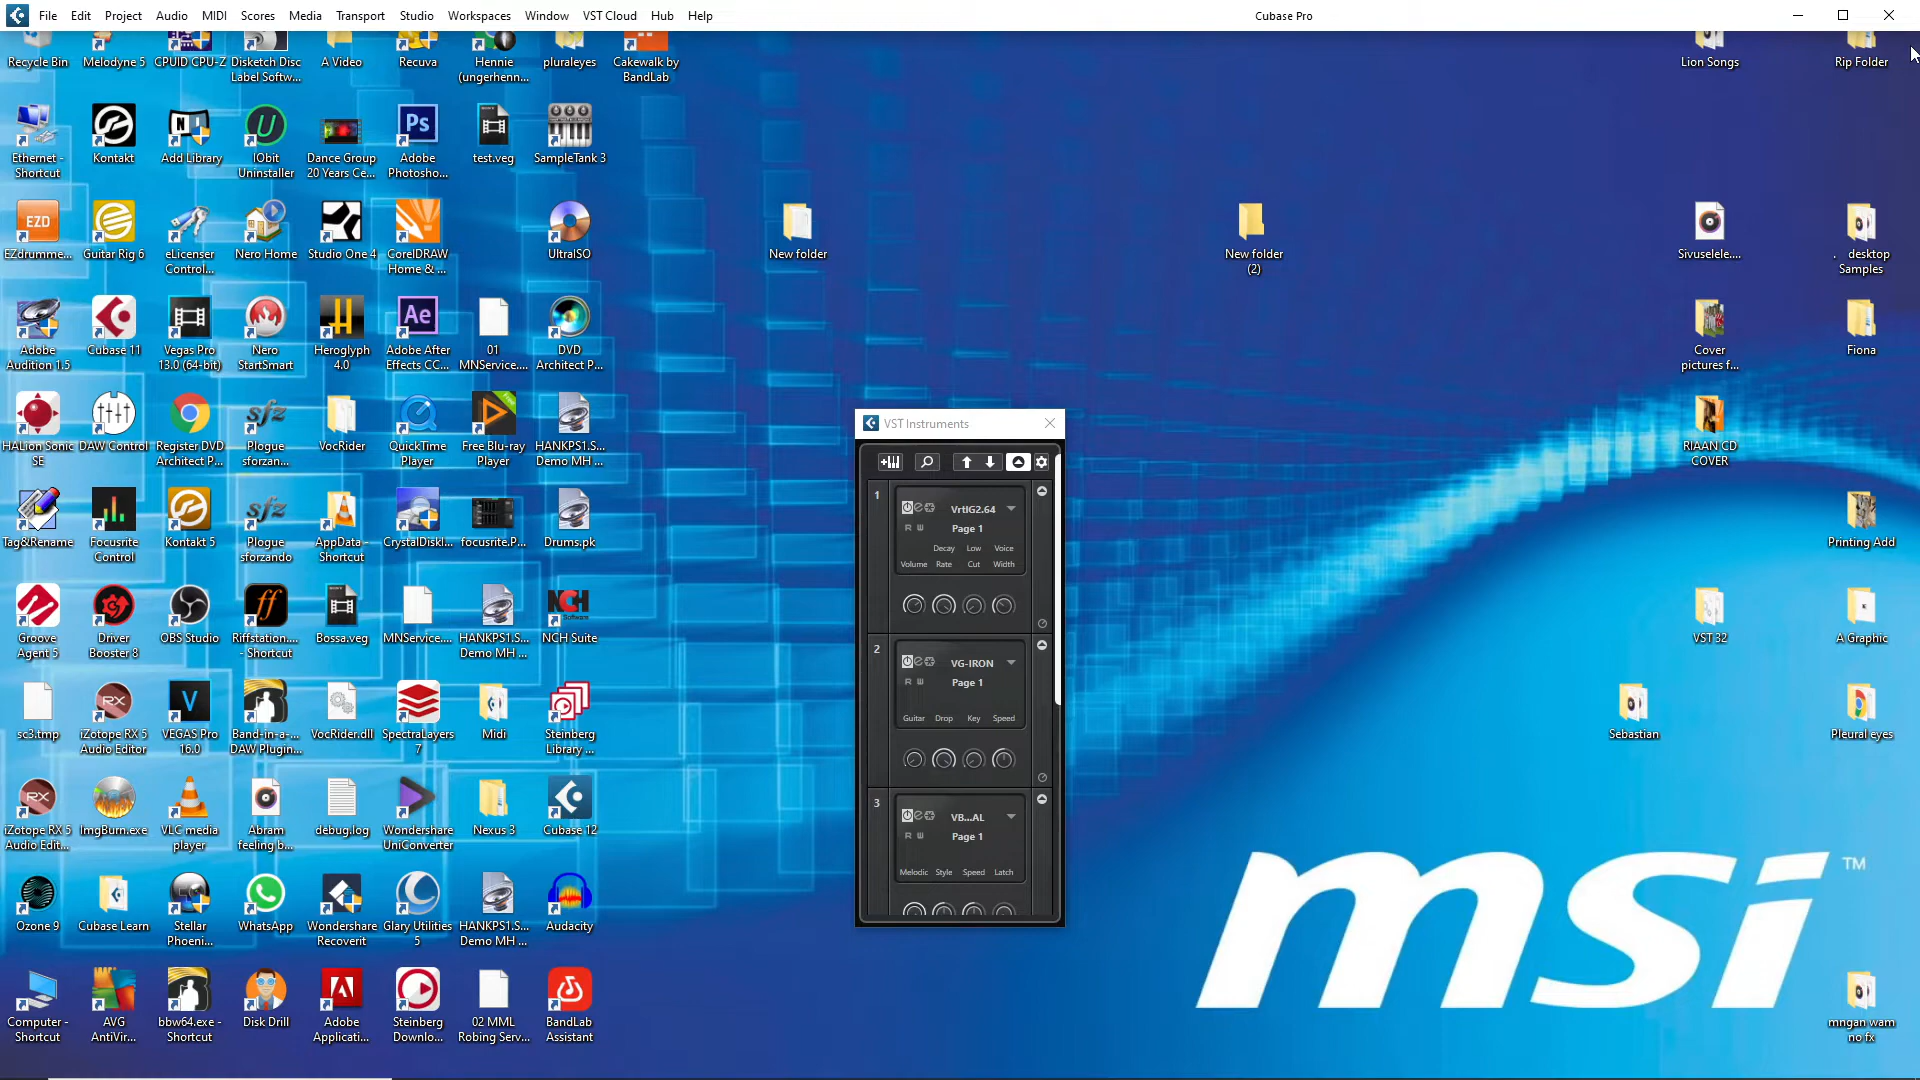 File Edit Project Audio MIDI Scores Media Transport Studio Workspaces Window VST Cloud Hub Help
Cubase Pro
Recycle Bin Melodyne 5 CPUID CPU-Z Disketch Disc A Video Recuva Hennie pluraleyes Cakewalk by Lion Songs Rip Folder
Label Softw... (ungerhenn... BandLab
Ethernet - Kontakt Add Library IObit Dance Group Adobe test.veg SampleTank 3
Shortcut Uninstaller 20 Years Ce... Photosho...
EZdrumme... Guitar Rig 6 eLicenser Nero Home Studio One 4 CorelDRAW UltraISO New folder New folder Sivuselele.... . desktop
Control... Home & ... (2) Samples
Adobe Cubase 11 Vegas Pro Nero Heroglyph Adobe After 01 DVD Cover Fiona
Audition 1.5 13.0 (64-bit) StartSmart 4.0 Effects CC... MNService.... Architect P... pictures f...
HALion Sonic DAW Control Register DVD Plogue VocRider QuickTime Free Blu-ray HANKPS1.S... RIAAN CD
SE Architect P... sforzan... Player Player Demo MH ... COVER
Tag&Rename Focusrite Kontakt 5 Plogue AppData - CrystalDiskI... focusrite.P... Drums.pk Printing Add
Control sforzando Shortcut
Groove Driver OBS Studio Riffstation.... Bossa.veg MNService.... HANKPS1.S... NCH Suite VST 32 A Graphic
Agent 5 Booster 8 - Shortcut Demo MH ...
sc3.tmp iZotope RX 5 VEGAS Pro Band-in-a-... VocRider.dll SpectraLayers Midi Steinberg Sebastian Pleural eyes
Audio Editor 16.0 DAW Plugin... 7 Library ...
iZotope RX 5 ImgBurn.exe VLC media Abram debug.log Wondershare Nexus 3 Cubase 12
Audio Edit... player feeling b... UniConverter
Ozone 9 Cubase Learn Stellar WhatsApp Wondershare Glary Utilities HANKPS1.S... Audacity
Phoeni... Recoverit 5 Demo MH ...
Computer - AVG bbw64.exe - Disk Drill Adobe Steinberg 02 MML BandLab mngan wam
Shortcut AntiVir... Shortcut Applicati... Downlo... Robing Serv... Assistant no fx
VST Instruments
1
VrtlG2.64
R W Page 1
Decay Low Voice
Volume Rate Cut Width
2
VG-IRON
R W Page 1
Guitar Drop Key Speed
3
VB...AL
R W Page 1
Melodic Style Speed Latch
msi TM
Ps
EZD
Ae
sfz
sfz
ff
NCH
Software
RX
V
RX